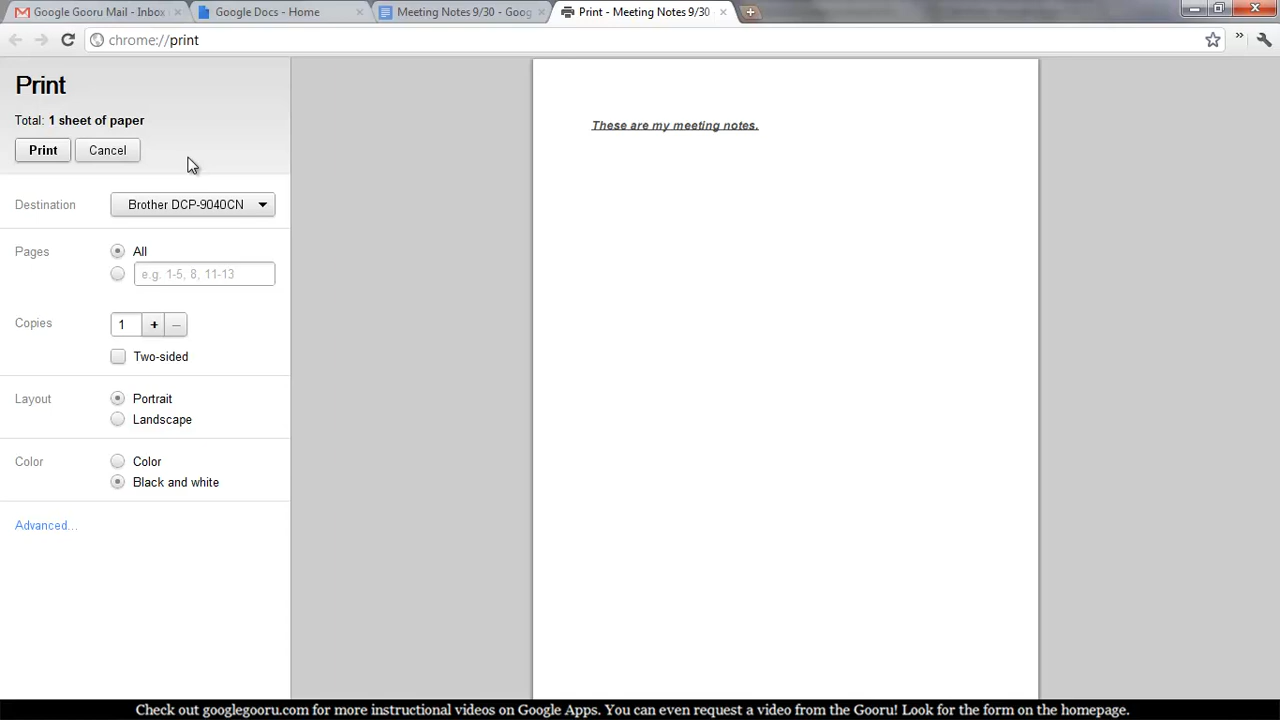 Google Gooru Mail - Inbox
Google Docs - Home
Meeting Notes 9/30 - Goog
Print - Meeting Notes 9/30
chrome://print
Print
Total: 1 sheet of paper
Print
Cancel
Destination
Brother DCP-9040CN
Pages
All
e.g. 1-5, 8, 11-13
Copies
1
Two-sided
Layout
Portrait
Landscape
Color
Color
Black and white
Advanced...
These are my meeting notes.
Check out googlegooru.com for more instructional videos on Google Apps. You can even request a video from the Gooru! Look for the form on the homepage.